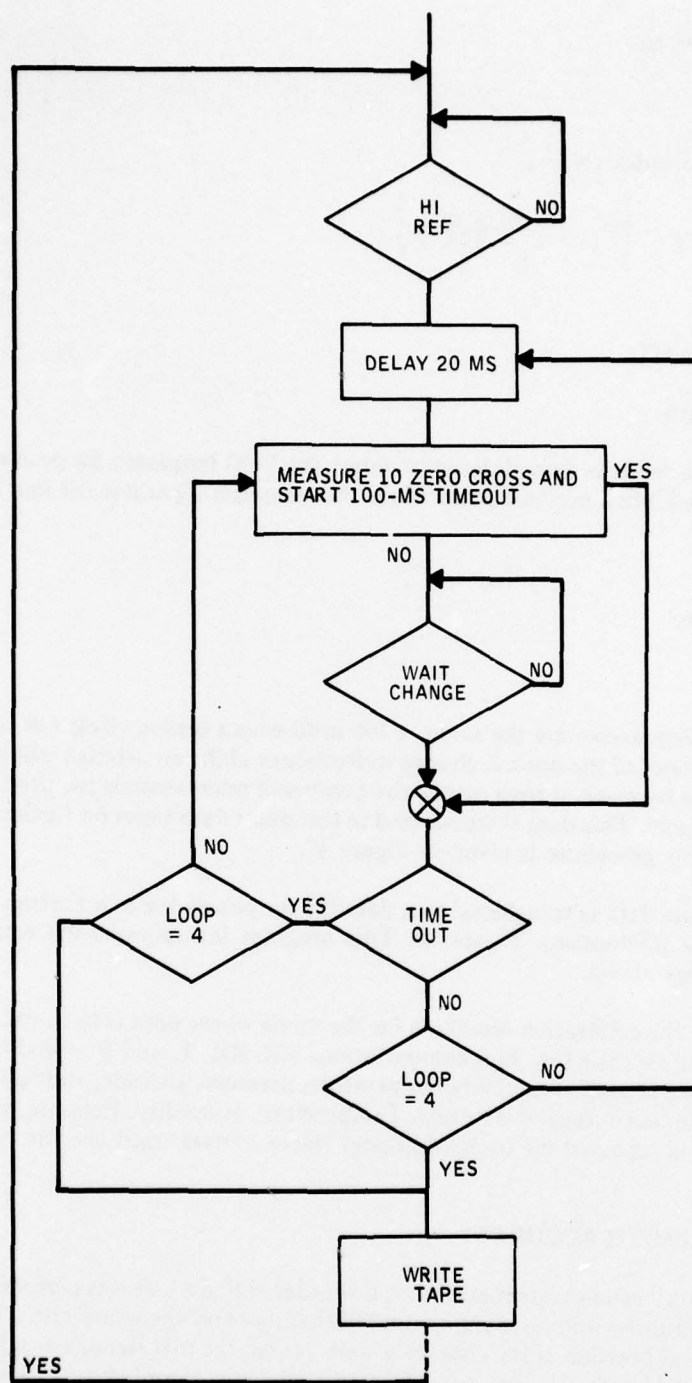 HI
REF
NO
DELAY 20 MS
MEASURE 10 ZERO CROSS AND
START 100-MS TIMEOUT
YES
NO
WAIT
CHANGE
NO
NO
LOOP
= 4
YES
TIME
OUT
NO
LOOP
= 4
NO
YES
WRITE
TAPE
YES